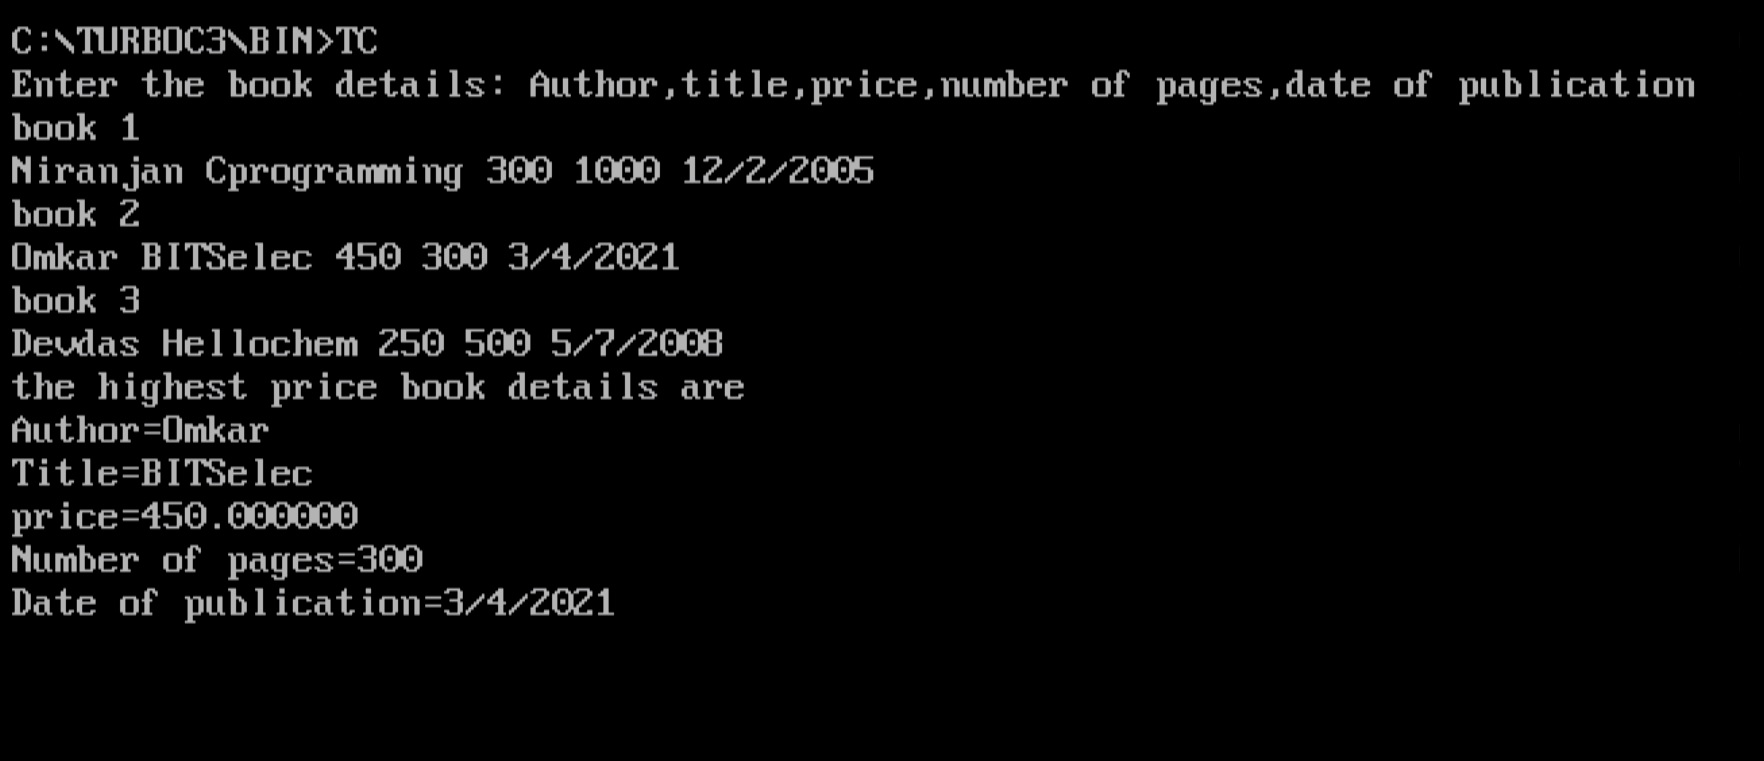 C:\TURBOC3\BIN>TC
Enter the book details: Author,title,price,number of pages,date of publication
book 1
Niranjan Cprogramming 300 1000 12/2/2005
book 2
Omkar BITSelec 450 300 3/4/2021
book 3
Devdas Hellochem 250 500 5/7/2008
the highest price book details are
Author=Omkar
Title=BITSelec
price=450.000000
Number of pages=300
Date of publication=3/4/2021